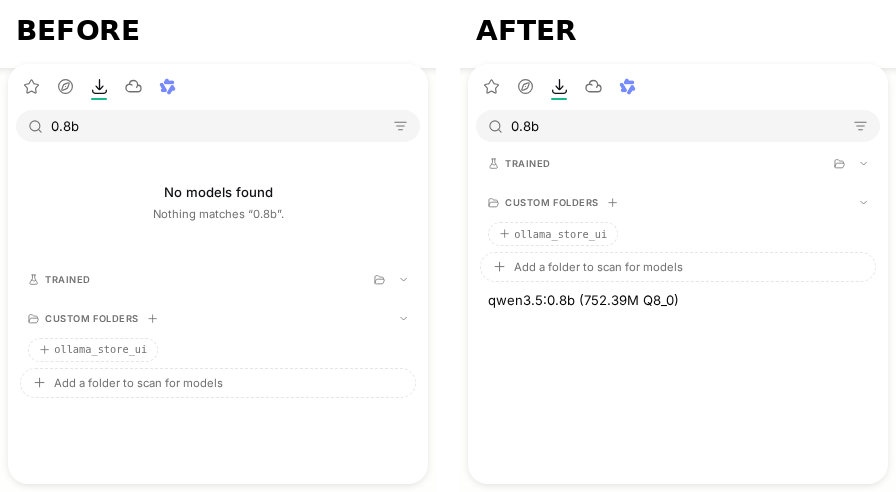 BEFORE
0.8b
No models found
Nothing matches “0.8b”.
TRAINED
CUSTOM FOLDERS
ollama_store_ui
Add a folder to scan for models
AFTER
0.8b
TRAINED
CUSTOM FOLDERS
ollama_store_ui
Add a folder to scan for models
qwen3.5:0.8b (752.39M Q8_0)